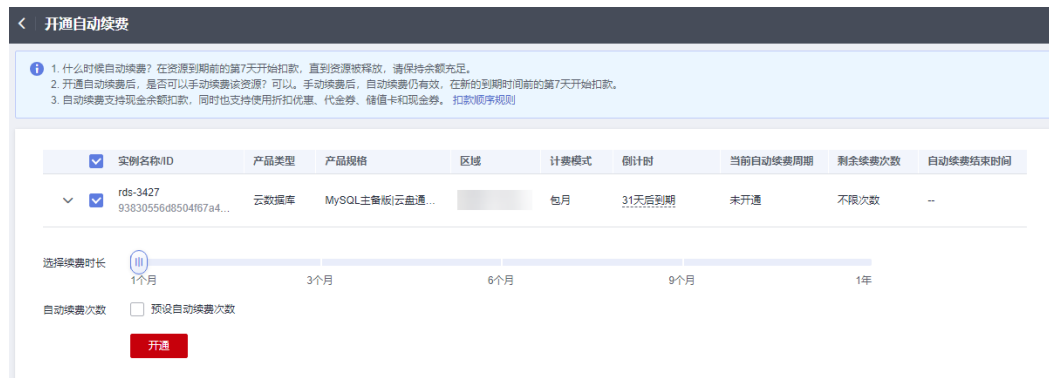 开通自动续费
1. 什么时候自动续费？在资源到期前的第7天开始扣款，直到资源被释放，请保持余额充足。
2. 开通自动续费后，是否可以手动续费该资源？可以。手动续费后，自动续费仍有效，在新的到期时间前的第7天开始扣款。
3. 自动续费支持现金余额扣款，同时也支持使用折扣优惠、代金券、储值卡和现金券。 扣款顺序规则
实例名称/ID 产品类型 产品规格 区域 计费模式 倒计时 当前自动续费周期 剩余续费次数 自动续费结束时间
rds-3427
93830556d8504f67a4... 云数据库 MySQL主备版|云盘通... 包月 31天后到期 未开通 不限次数 --
选择续费时长
1个月 3个月 6个月 9个月 1年
自动续费次数 预设自动续费次数
开通